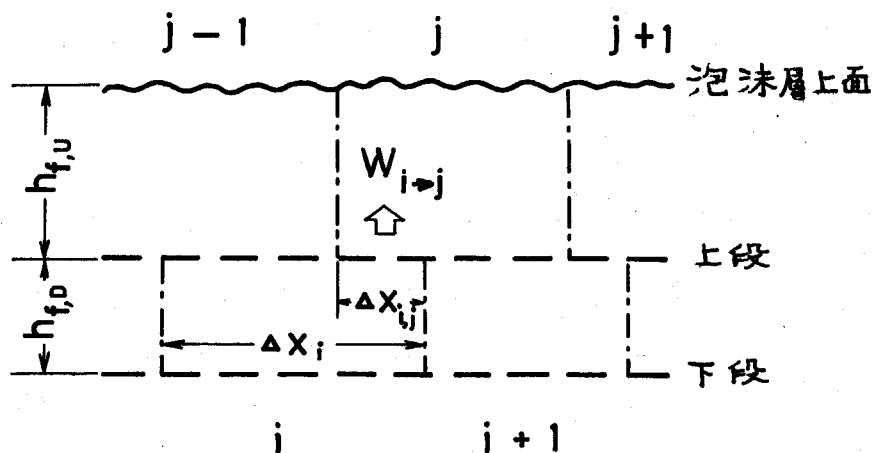 j - 1 j j + 1
泡沫層上面
h_f,U
W_i→j
上段
h_f,D
Δx_i,j
Δx_i
下段
i j + 1